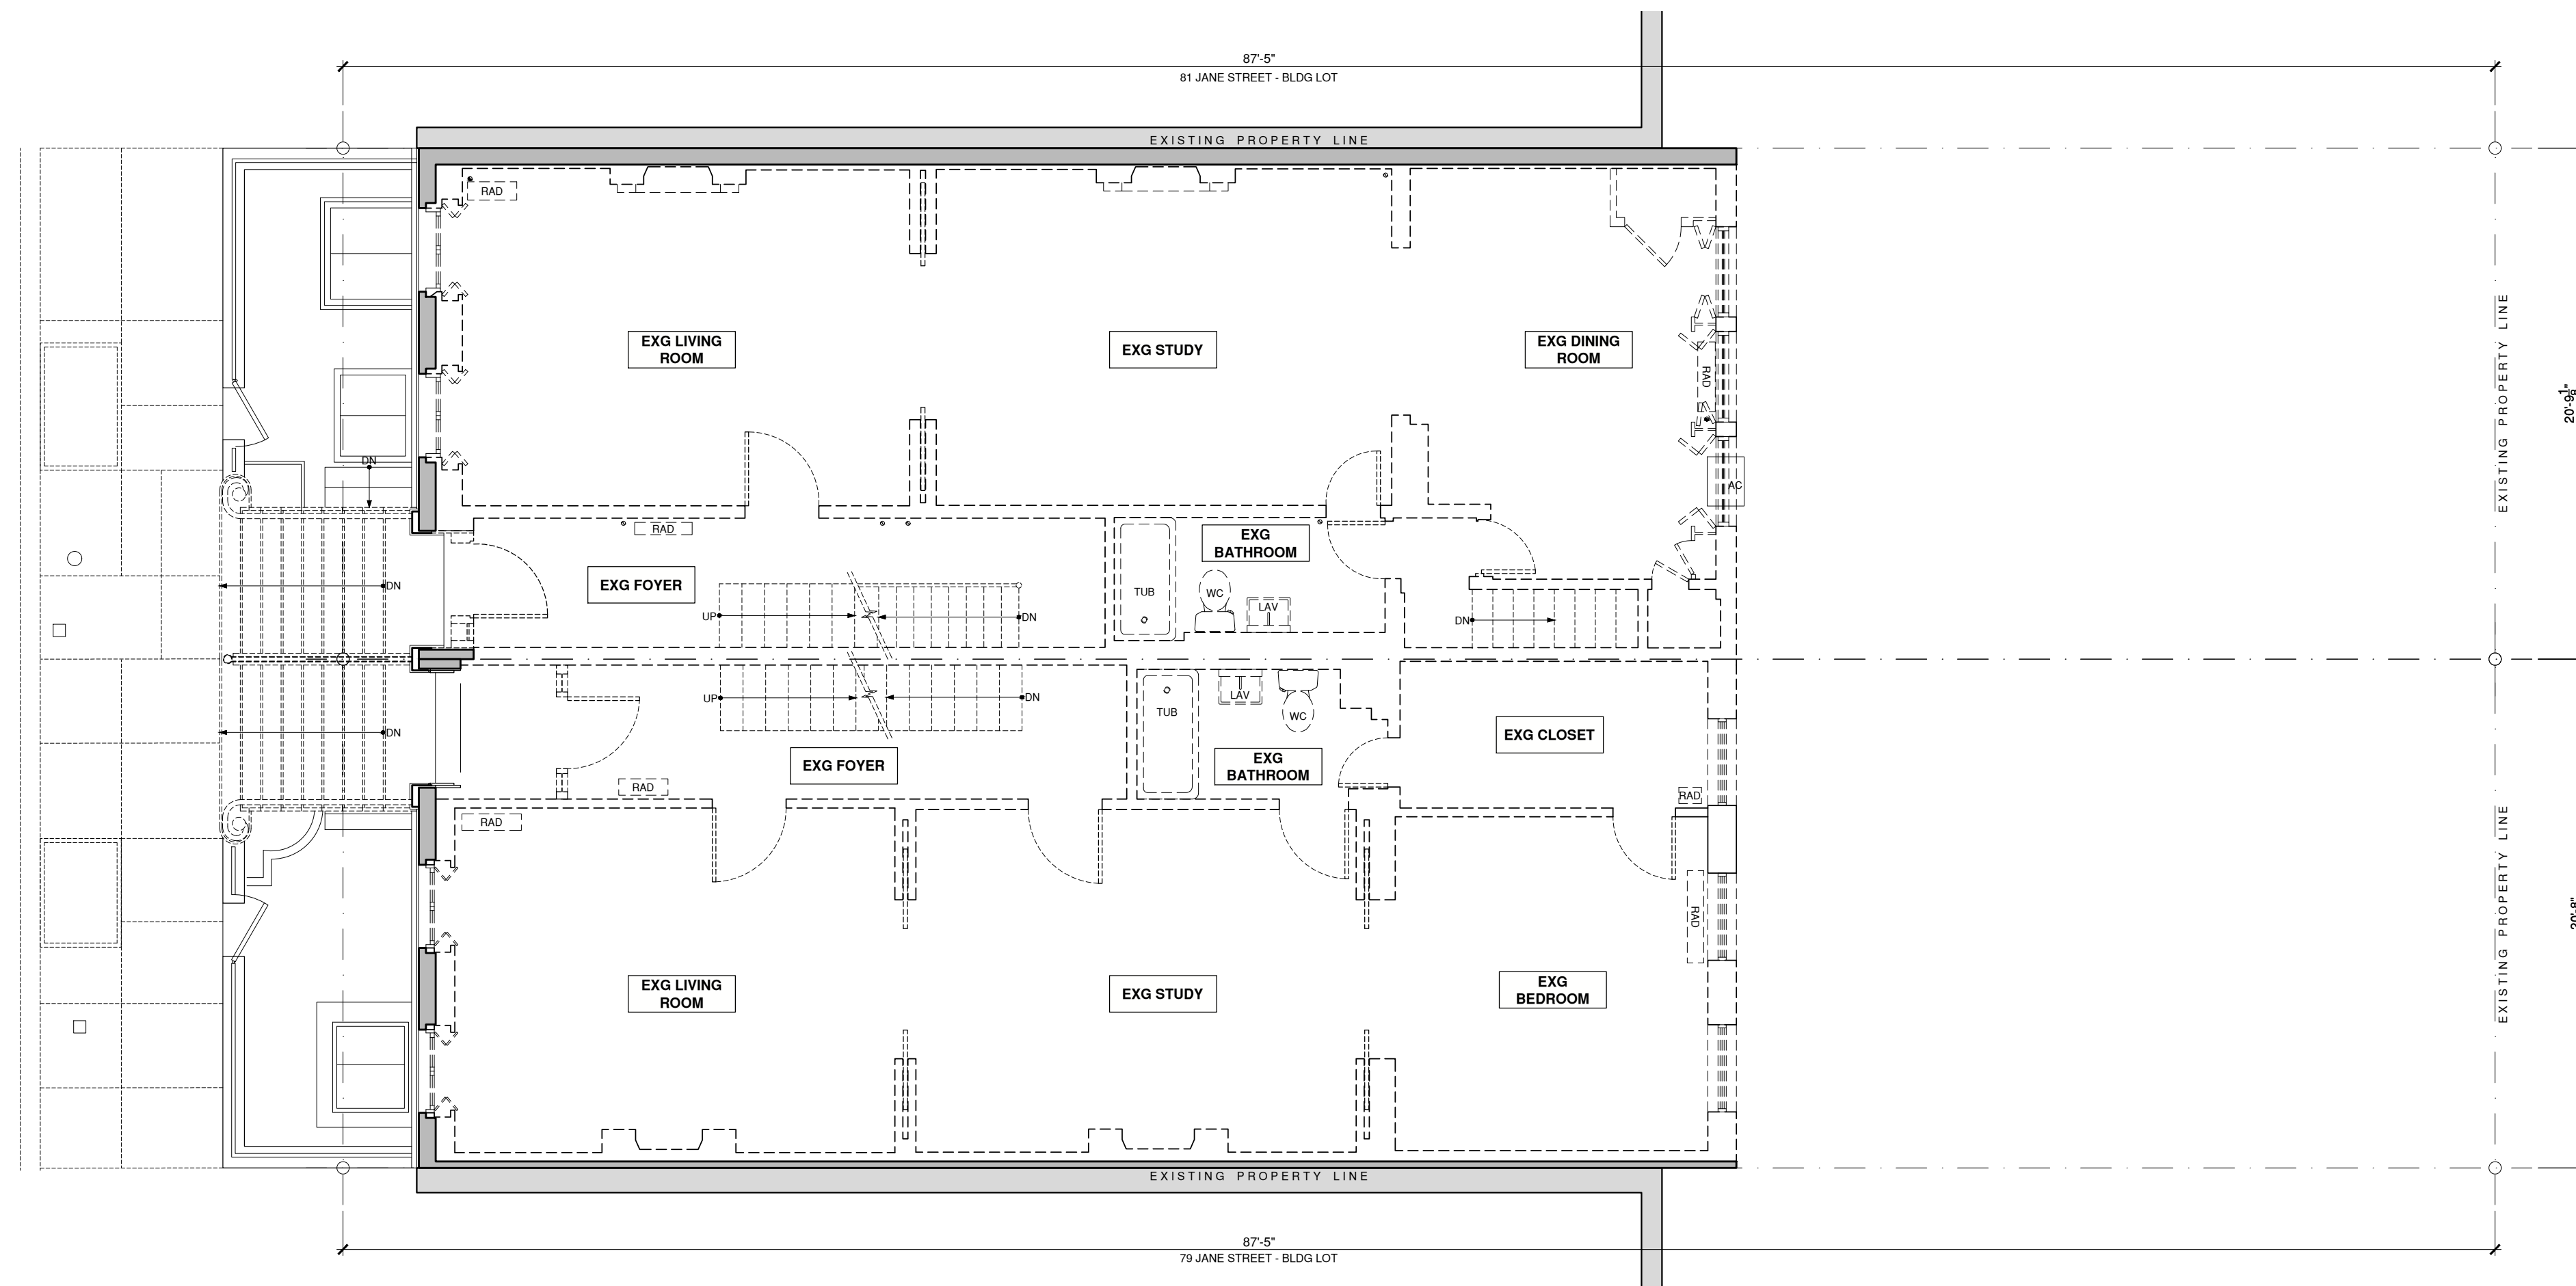 87'-5"
81 JANE STREET - BLDG LOT
EXISTING PROPERTY LINE
RAD
EXG LIVING
ROOM
EXG STUDY
EXG DINING
ROOM
RAD
EXISTING PROPERTY LINE
DN
AC
RAD
EXG
BATHROOM
EXG FOYER
DN
TUB
WC
LAV
UP
DN
DN
UP
DN
LAV
TUB
WC
DN
EXG CLOSET
EXG FOYER
EXG
BATHROOM
RAD
RAD
RAD
RAD
EXISTING PROPERTY LINE
EXG LIVING
ROOM
EXG STUDY
EXG
BEDROOM
EXISTING PROPERTY LINE
87'-5"
79 JANE STREET - BLDG LOT